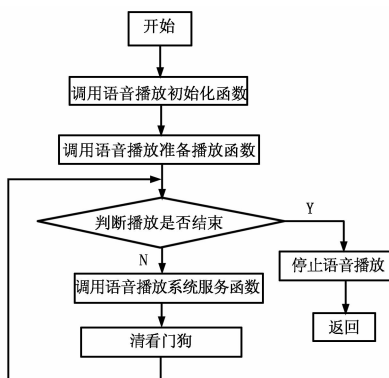 开始
调用语音播放初始化函数
调用语音播放准备播放函数
判断播放是否结束
Y
N
停止语音播放
调用语音播放系统服务函数
返回
清看门狗